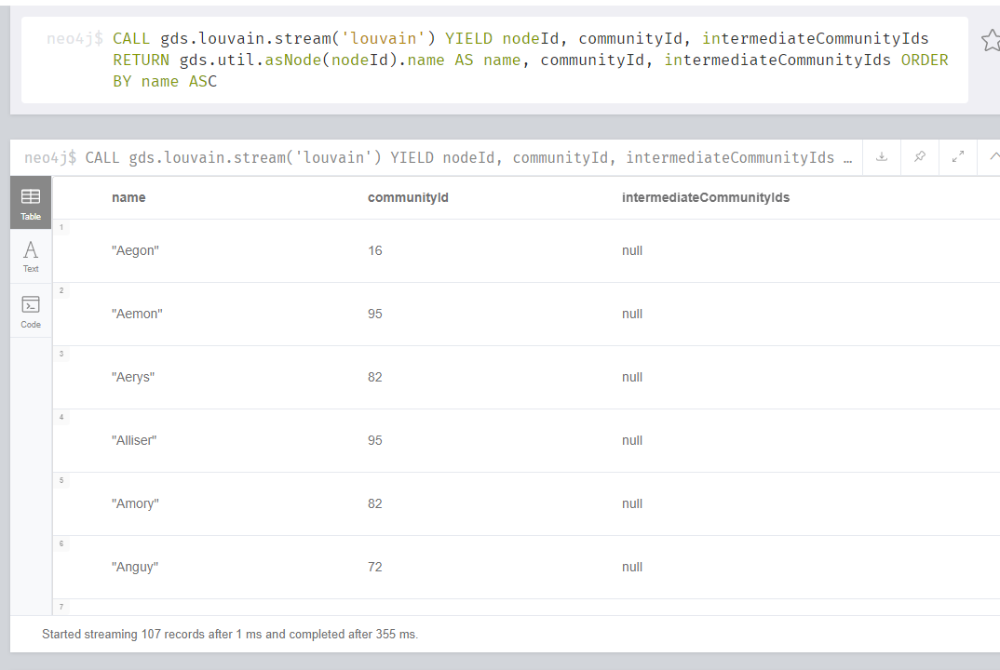 neo4j$ CALL gds.louvain.stream('louvain') YIELD nodeId, communityId, intermediateCommunityIds
RETURN gds.util.asNode(nodeId).name AS name, communityId, intermediateCommunityIds ORDER
BY name ASC
neo4j$ CALL gds.louvain.stream('louvain') YIELD nodeId, communityId, intermediateCommunityIds …
Table
name communityId intermediateCommunityIds
1
"Aegon" 16 null
Text
2
"Aemon" 95 null
Code
3
"Aerys" 82 null
4
"Alliser" 95 null
5
"Amory" 82 null
6
"Anguy" 72 null
7
Started streaming 107 records after 1 ms and completed after 355 ms.